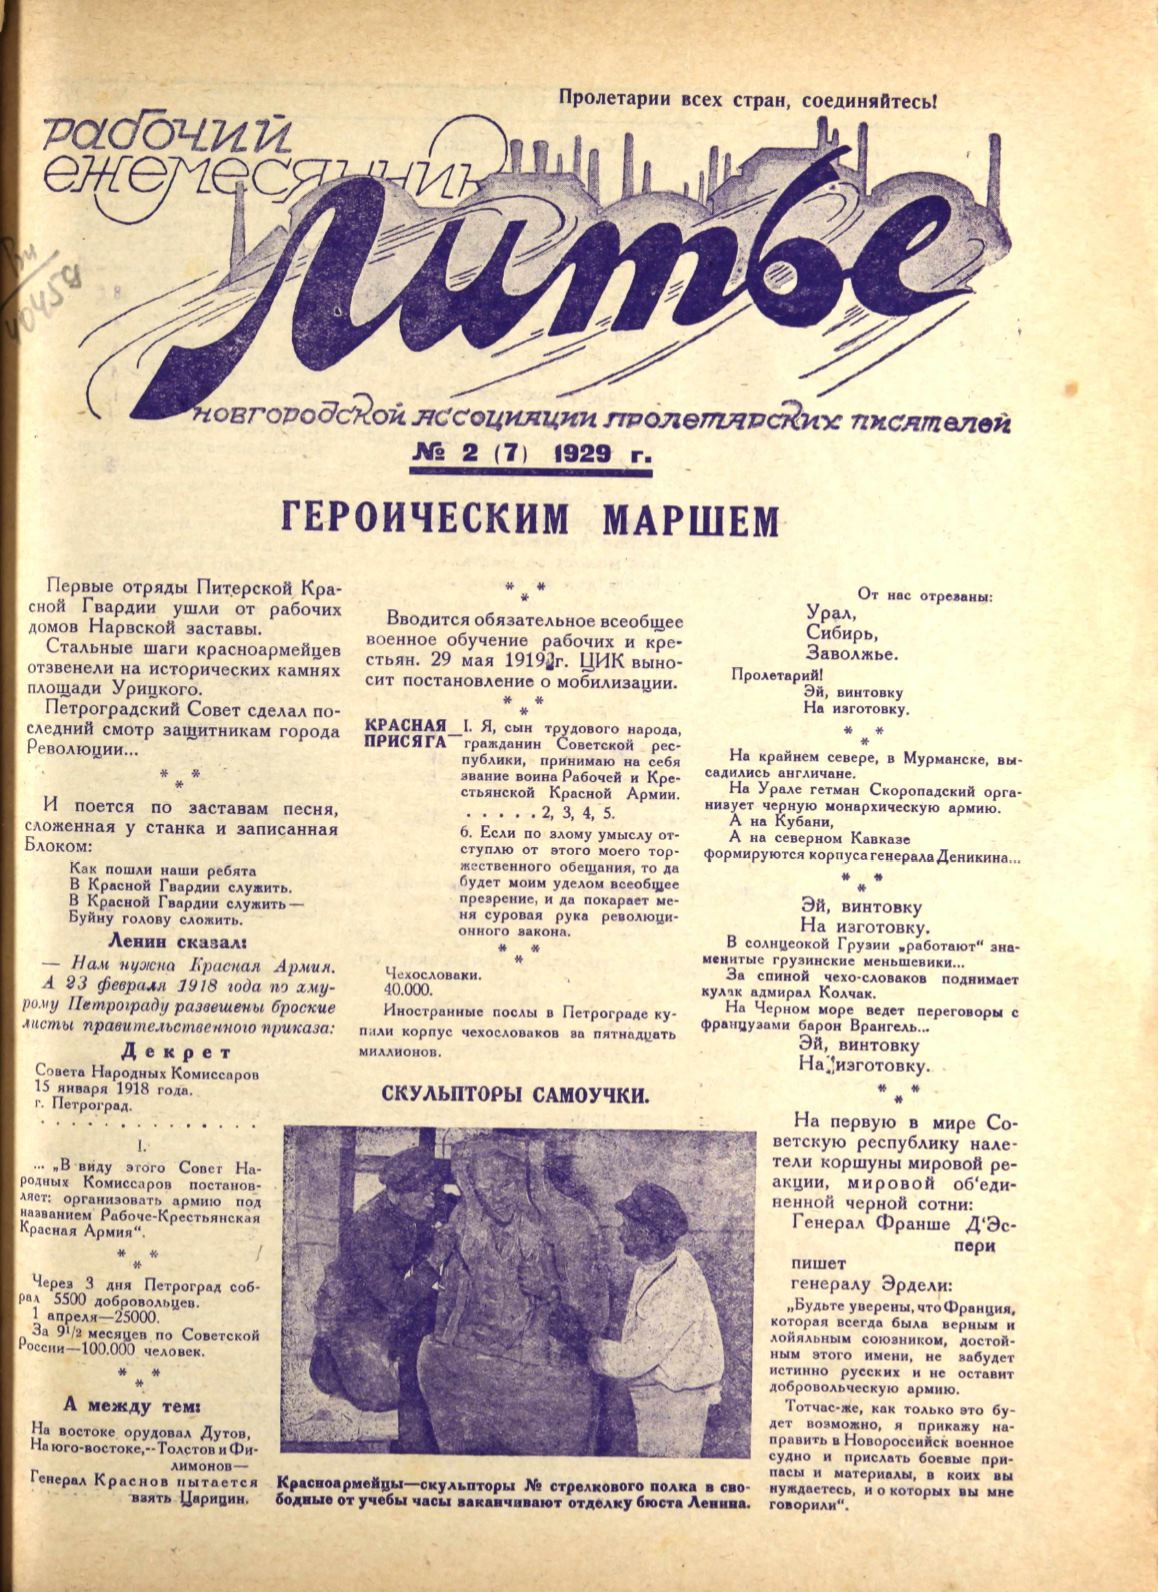 Пролетарии всех стран, соединяйтесь!
рабочий
ежемесячник
Литье
новгородской ассоциации пролетарских писателей
№ 2 (7) 1929 г.
ГЕРОИЧЕСКИМ МАРШЕМ
Первые отряды Питерской Кра-
сной Гвардии ушли от рабочих
домов Нарвской заставы.
Стальные шаги красноармейцев
отзвенели на исторических камнях
площади Урицкого.
Петроградский Совет сделал по-
следний смотр защитникам города
Революции...
* * *
И поется по заставам песня,
сложенная у станка и записанная
Блоком:
Как пошли наши ребята
В Красной Гвардии служить.
В Красной Гвардии служить—
Буйну голову сложить.
Ленин сказал:
— Нам нужна Красная Армия.
А 23 февраля 1918 года по хму-
рому Петрограду развешены броские
листы правительственного приказа:
Декрет
Совета Народных Комиссаров
15 января 1918 года.
г. Петроград.
. . . . . . . . . . . . . .
I.
... „В виду этого Совет На-
родных Комиссаров постанов-
ляет: организовать армию под
названием Рабоче-Крестьянская
Красная Армия“.
* * *
Через 3 дня Петроград соб-
рал 5500 добровольцев.
1 апреля—25000.
За 9½ месяцев по Советской
России—100.000 человек.
* * *
А между тем:
На востоке орудовал Дутов,
На юго-востоке,--Толстов и Фи-
лимонов—
Генерал Краснов пытается
взять Царицин.
* * *
Вводится обязательное всеобщее
военное обучение рабочих и кре-
стьян. 29 мая 1919 г. ЦИК выно-
сит постановление о мобилизации.
* * *
КРАСНАЯ
ПРИСЯГА
—I. Я, сын трудового народа,
гражданин Советской рес-
публики, принимаю на себя
звание воина Рабочей и Кре-
стьянской Красной Армии.
. . . . . 2, 3, 4, 5.
6. Если по злому умыслу от-
ступлю от этого моего тор-
жественного обещания, то да
будет моим уделом всеобщее
презрение, и да покарает ме-
ня суровая рука революци-
онного закона.
* * *
Чехословаки.
40.000.
Иностранные послы в Петрограде ку-
пили корпус чехословаков за пятнадцать
миллионов.
СКУЛЬПТОРЫ САМОУЧКИ.
Красноармейцы—скульпторы № стрелкового полка в сво-
бодные от учебы часы заканчивают отделку бюста Ленина.
От нас отрезаны:
Урал,
Сибирь,
Заволжье.
Пролетарий!
Эй, винтовку
На изготовку.
* * *
На крайнем севере, в Мурманске, вы-
садились англичане.
На Урале гетман Скоропадский орга-
низует черную монархическую армию.
А на Кубани,
А на северном Кавказе
формируются корпуса генерала Деникина...
* * *
Эй, винтовку
На изготовку.
В солнцеокой Грузии „работают“ зна-
менитые грузинские меньшевики...
За спиной чехо-словаков поднимает
кулак адмирал Колчак.
На Черном море ведет переговоры с
французами барон Врангель...
Эй, винтовку
На изготовку.
* * *
На первую в мире Со-
ветскую республику нале-
тели коршуны мировой ре-
акции, мировой об'еди-
ненной черной сотни:
Генерал Франше Д'Эс-
пери
пишет
генералу Эрдели:
„Будьте уверены, что Франция,
которая всегда была верным и
лойяльным союзником, достой-
ным этого имени, не забудет
истинно русских и не оставит
добровольческую армию.
Тотчас-же, как только это бу-
дет возможно, я прикажу на-
править в Новороссийск военное
судно и прислать боевые при-
пасы и материалы, в коих вы
нуждаетесь, и о которых вы мне
говорили“.